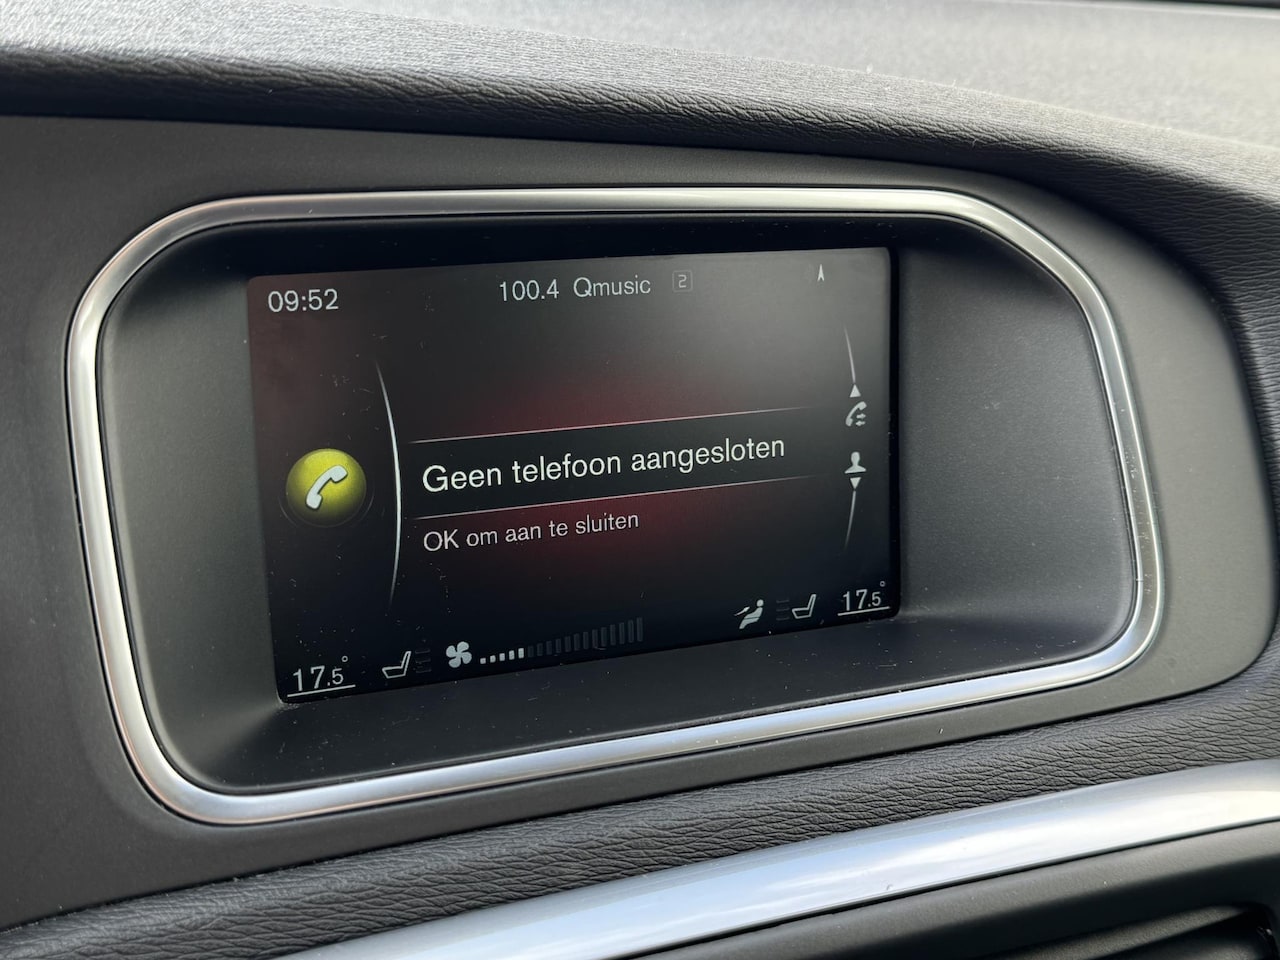 09:52
100.4 Qmusic 2
Geen telefoon aangesloten
OK om aan te sluiten
17.5° 17.5°